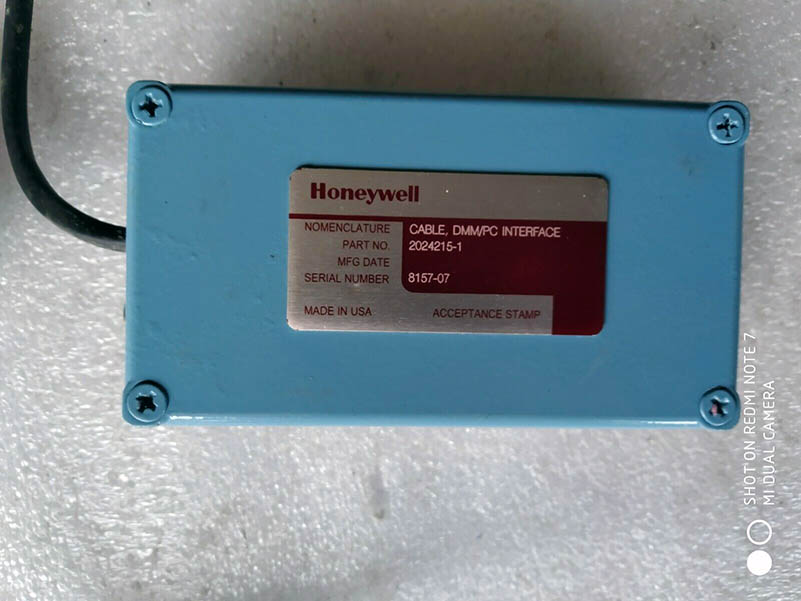 Honeywell
NOMENCLATURE CABLE, DMM/PC INTERFACE
PART NO. 2024215-1
MFG DATE
SERIAL NUMBER 8157-07
MADE IN USA ACCEPTANCE STAMP
SHOT ON REDMI NOTE 7
MI DUAL CAMERA